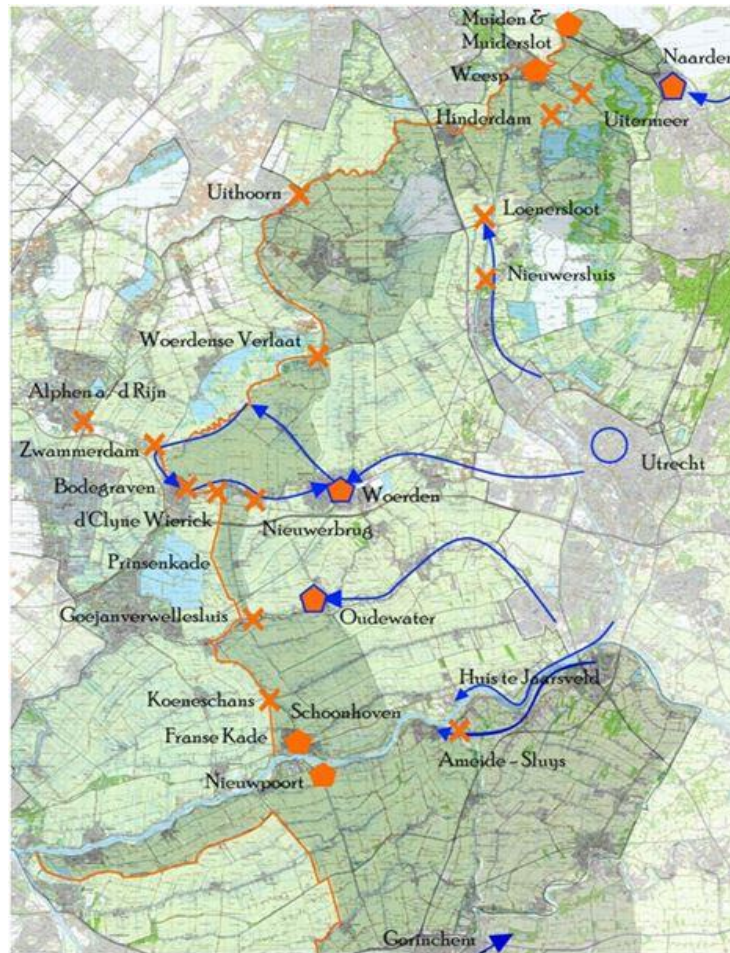 Muiden &
Muiderslot
Naarden
Weesp
Hinderdam
Uitermeer
Uithoorn
Loenersloot
Nieuwersluis
Woerdense Verlaat
Alphen a/d Rijn
Zwammerdam
Utrecht
Bodegraven
Woerden
d'Clyne Wierick
Nieuwerbrug
Prinsenkade
Goejanverwellesluis
Oudewater
Huis te Jaarsveld
Koeneschans
Schoonhoven
Franse Kade
Ameide - Sluys
Nieuwpoort
Gorinchem